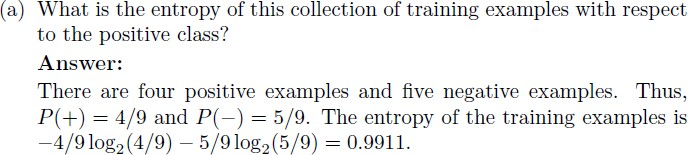 (a) What is the entropy of this collection of training examples with respect
to the positive class?
Answer:
There are four positive examples and five negative examples. Thus,
P(+) = 4/9 and P(−) = 5/9. The entropy of the training examples is
−4/9 log₂(4/9) − 5/9 log₂(5/9) = 0.9911.